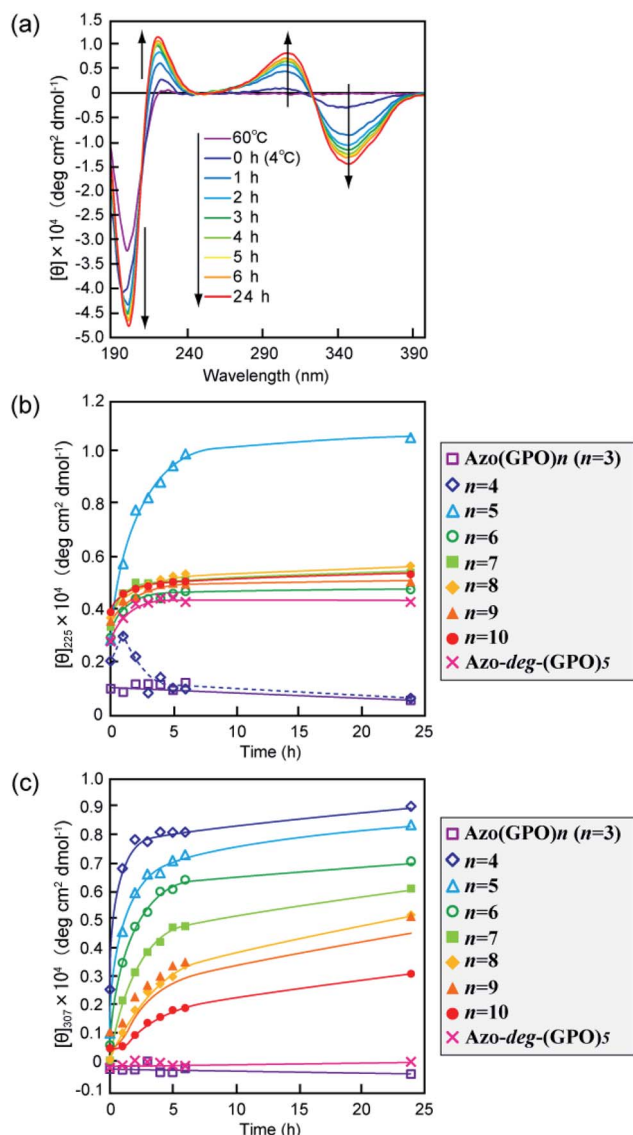 (a)
1.5
1.0
0.5
0
-0.5
-1.0
-1.5
-2.0
-2.5
-3.0
-3.5
-4.0
-4.5
-5.0
[θ] × 10⁴ (deg cm² dmol⁻¹)
60°C
0 h (4°C)
1 h
2 h
3 h
4 h
5 h
6 h
24 h
190 240 290 340 390
Wavelength (nm)
(b)
1.2
1.0
0.8
0.6
0.4
0.2
0
[θ]₂₂₅ × 10⁴ (deg cm² dmol⁻¹)
0 5 10 15 20 25
Time (h)
Azo(GPO)n (n=3)
n=4
n=5
n=6
n=7
n=8
n=9
n=10
Azo-deg-(GPO)5
(c)
1.0
0.9
0.8
0.7
0.6
0.5
0.4
0.3
0.2
0.1
0
-0.1
[θ]₃₀₇ × 10⁴ (deg cm² dmol⁻¹)
0 5 10 15 20 25
Time (h)
Azo(GPO)n (n=3)
n=4
n=5
n=6
n=7
n=8
n=9
n=10
Azo-deg-(GPO)5